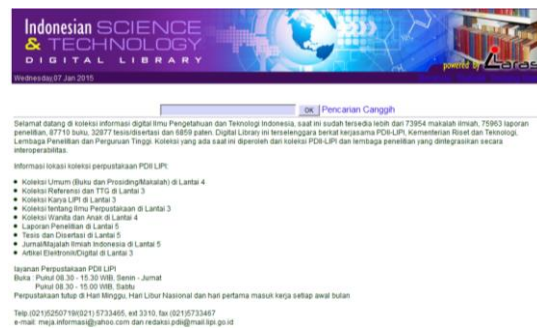 Indonesian SCIENCE
& TECHNOLOGY
DIGITAL LIBRARY
powered by Laras
Wednesday,07 Jan 2015
OK Pencarian Canggih
Selamat datang di koleksi informasi digital Ilmu Pengetahuan dan Teknologi Indonesia, saat ini sudah tersedia lebih dari 73954 makalah ilmiah, 75963 laporan
penelitian, 87710 buku, 32877 tesis/disertasi dan 6859 paten. Digital Library ini terselenggara berkat kerjasama PDII-LIPI, Kementerian Riset dan Teknologi,
Lembaga Penelitian dan Perguruan Tinggi. Koleksi yang ada saat ini diperoleh dari koleksi PDII-LIPI dan lembaga penelitian yang diintegrasikan secara
interoperabilitas.
Informasi lokasi koleksi perpustakaan PDII LIPI:
Koleksi Umum (Buku dan Prosiding/Makalah) di Lantai 4
Koleksi Referensi dan TTG di Lantai 3
Koleksi Karya LIPI di Lantai 3
Koleksi tentang Ilmu Perpustakaan di Lantai 3
Koleksi Wanita dan Anak di Lantai 4
Laporan Penelitian di Lantai 5
Tesis dan Disertasi di Lantai 5
Jurnal/Majalah Ilmiah Indonesia di Lantai 5
Artikel Elektronik/Digital di Lantai 3
layanan Perpustakaan PDII LIPI
Buka : Pukul 08.30 - 15.30 WIB, Senin - Jumat
Pukul 08.30 - 15.00 WIB, Sabtu
Perpustakaan tutup di Hari Minggu, Hari Libur Nasional dan hari pertama masuk kerja setiap awal bulan
Telp.(021)5250719/(021) 5733465, ext 3310, fax (021)5733467
e-mail: meja.informasi@yahoo.com dan redaksi.pdii@mail.lipi.go.id